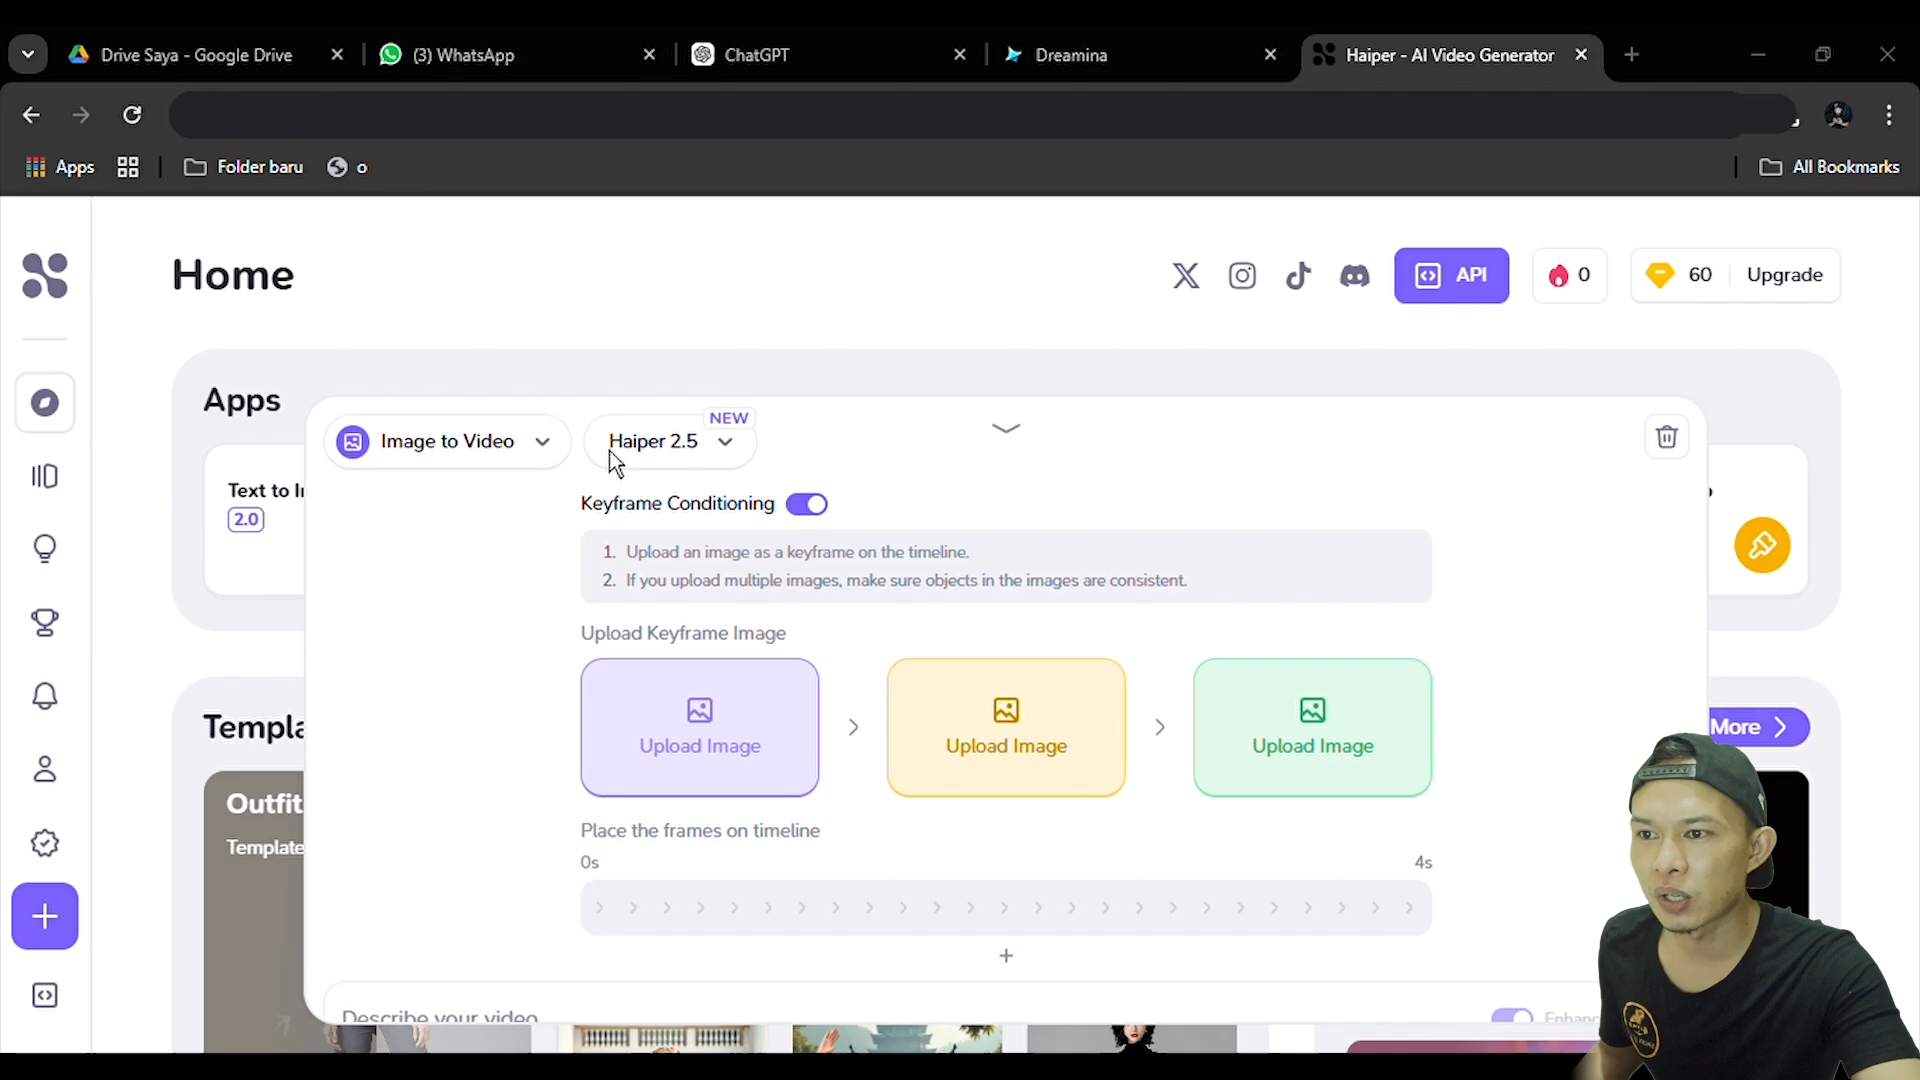 Drive Saya - Google Drive
(3) WhatsApp
ChatGPT
Dreamina
Haiper - AI Video Generator
Apps
Folder baru
o
All Bookmarks
Home
API
0
60
Upgrade
Apps
Image to Video
Haiper 2.5
NEW
Text to I
2.0
Keyframe Conditioning
1. Upload an image as a keyframe on the timeline.
2. If you upload multiple images, make sure objects in the images are consistent.
Upload Keyframe Image
Upload Image
Upload Image
Upload Image
Templa
More
Outfit
Template
Place the frames on timeline
0s
4s
Describe your video
Enhanc